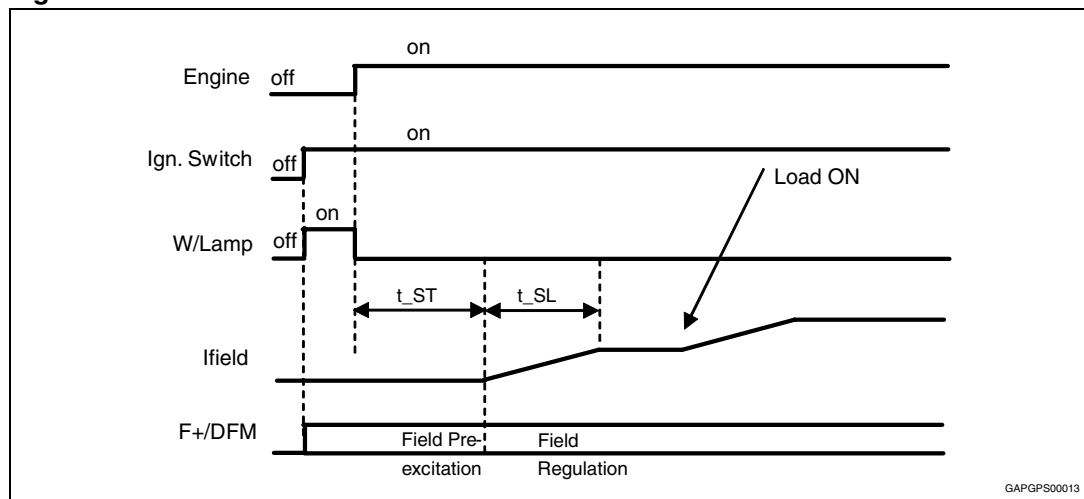 on
Engine off
on
Ign. Switch off
on
W/Lamp off
Load ON
t_ST t_SL
Ifield
F+/DFM
Field Pre-
excitation
Field
Regulation
GAPGPS00013